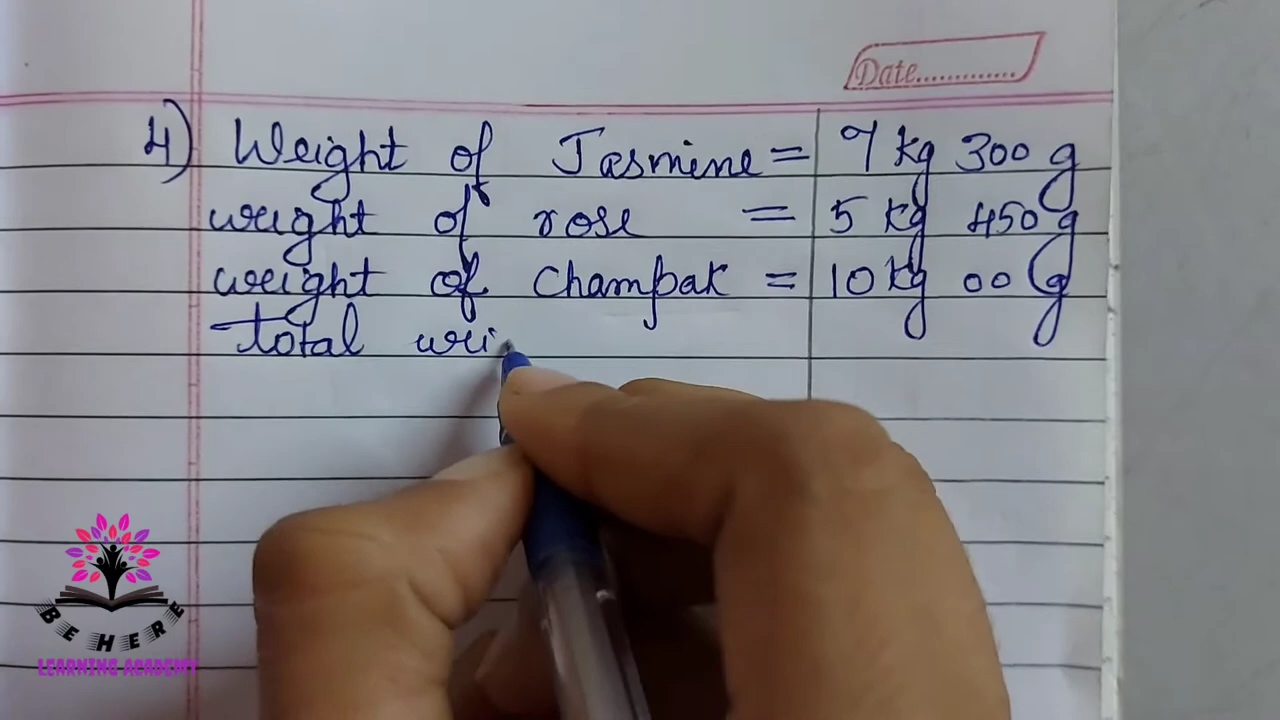 Date.............
4) Weight of Jasmine = 9 kg 300 g
weight of rose = 5 kg 450 g
weight of Champak = 10 kg 00 g
total wei
BEHERE
LEARNING ACADEMY